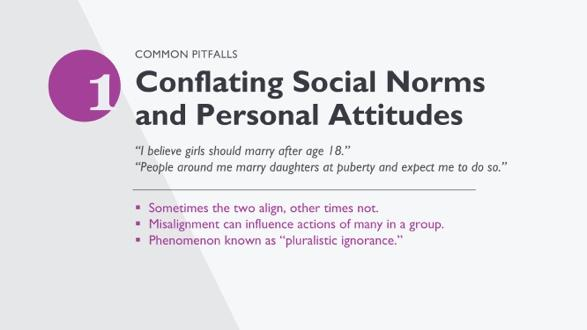 COMMON PITFALLS
1
Conflating Social Norms
and Personal Attitudes
“I believe girls should marry after age 18.”
“People around me marry daughters at puberty and expect me to do so.”
▪ Sometimes the two align, other times not.
▪ Misalignment can influence actions of many in a group.
▪ Phenomenon known as “pluralistic ignorance.”